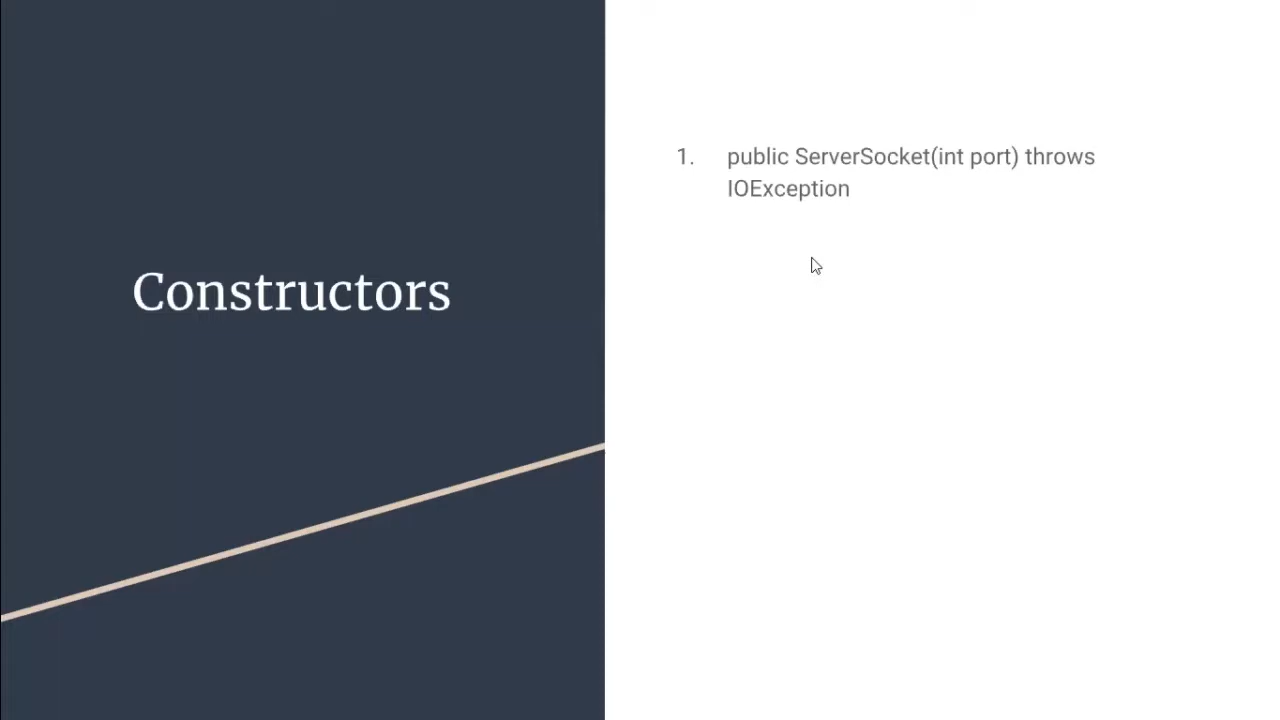 Constructors
1. public ServerSocket(int port) throws
IOException